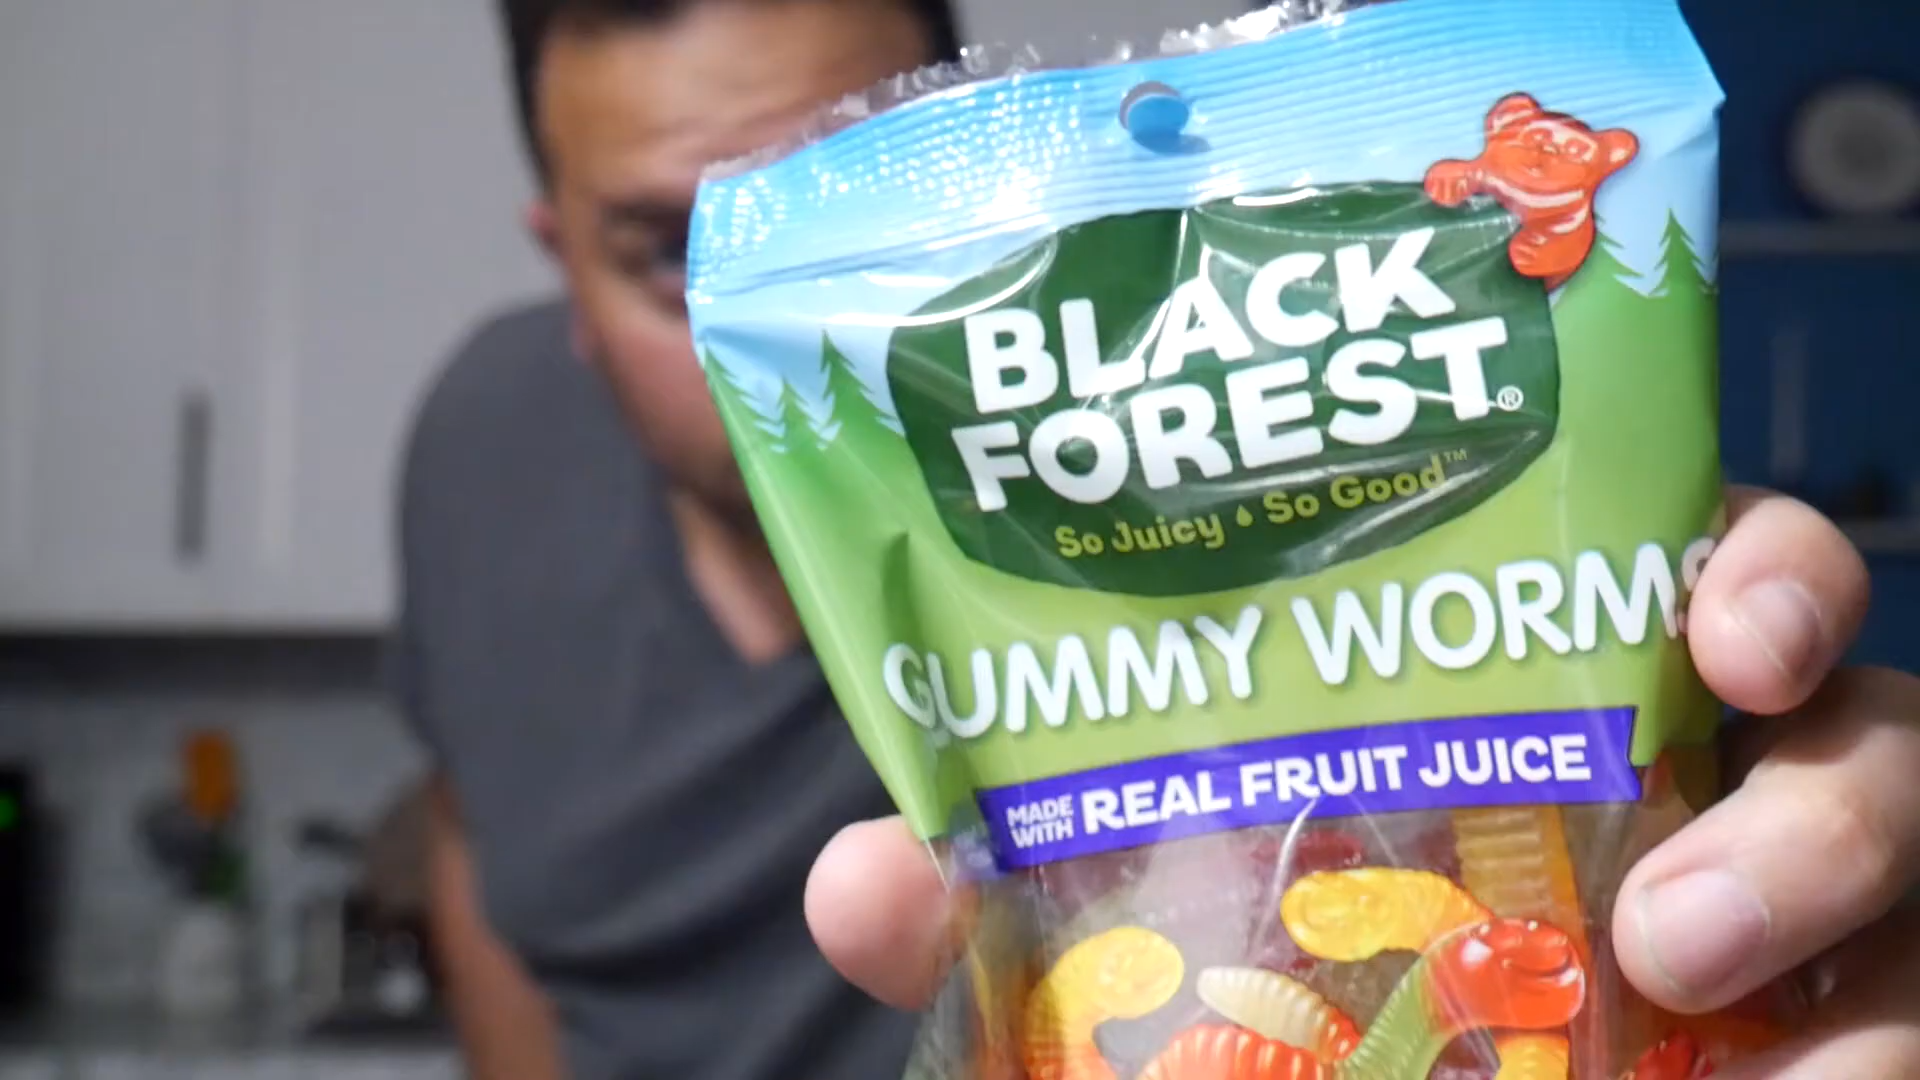 BLACK
FOREST®
So Juicy So Good™
GUMMY WORMS
MADE WITH REAL FRUIT JUICE